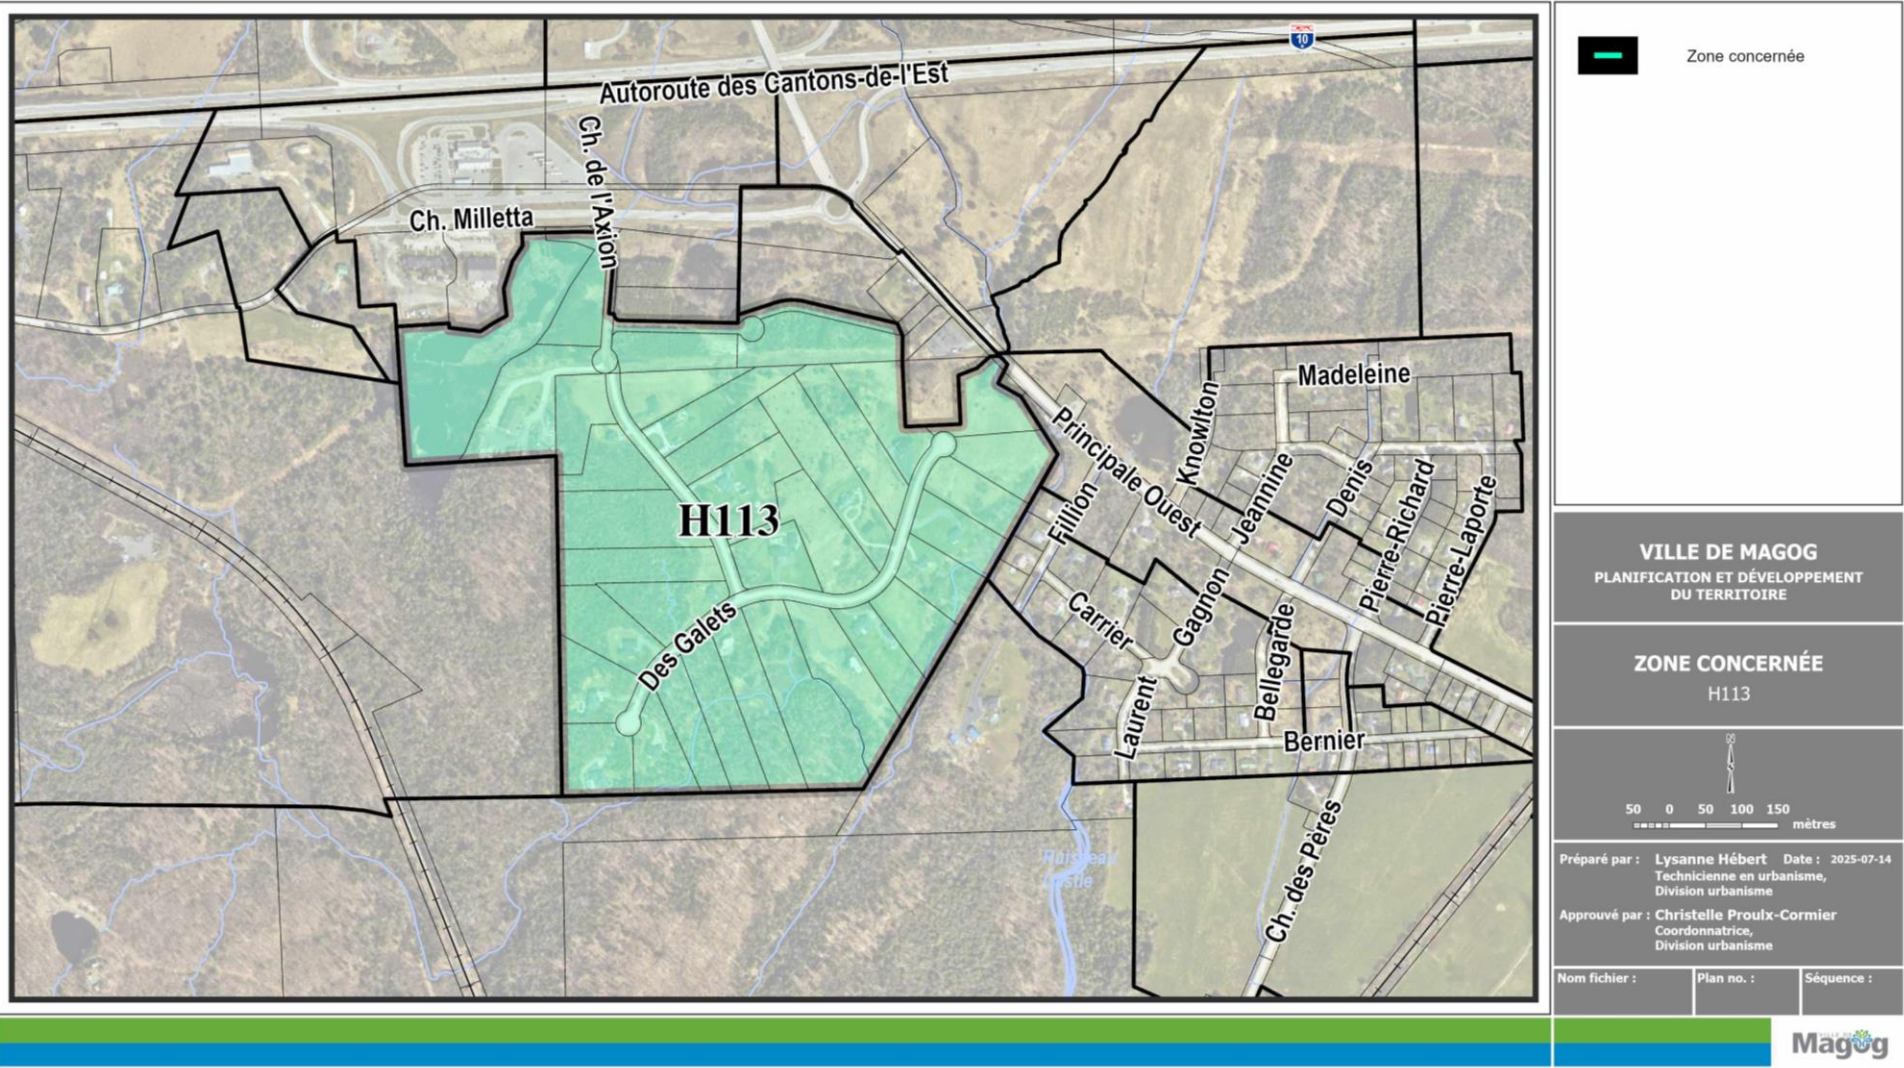 10
Zone concernée
Autoroute des Cantons-de-l'Est
Ch. de l'Axion
Ch. Milletta
Madeleine
Knowlton
Principale Ouest
Jeannine
Denis
Pierre-Richard
Pierre-Laporte
Fillion
H113
Carrier
Gagnon
Bellegarde
Des Galets
Laurent
Bernier
Ch. des Pères
Ruisseau
VILLE DE MAGOG
PLANIFICATION ET DÉVELOPPEMENT
DU TERRITOIRE
ZONE CONCERNÉE
H113
50 0 50 100 150
mètres
Préparé par : Lysanne Hébert Date : 2025-07-14
Technicienne en urbanisme,
Division urbanisme
Approuvé par : Christelle Proulx-Cormier
Coordonnatrice,
Division urbanisme
Nom fichier : Plan no. : Séquence :
VILLE DE
Magog